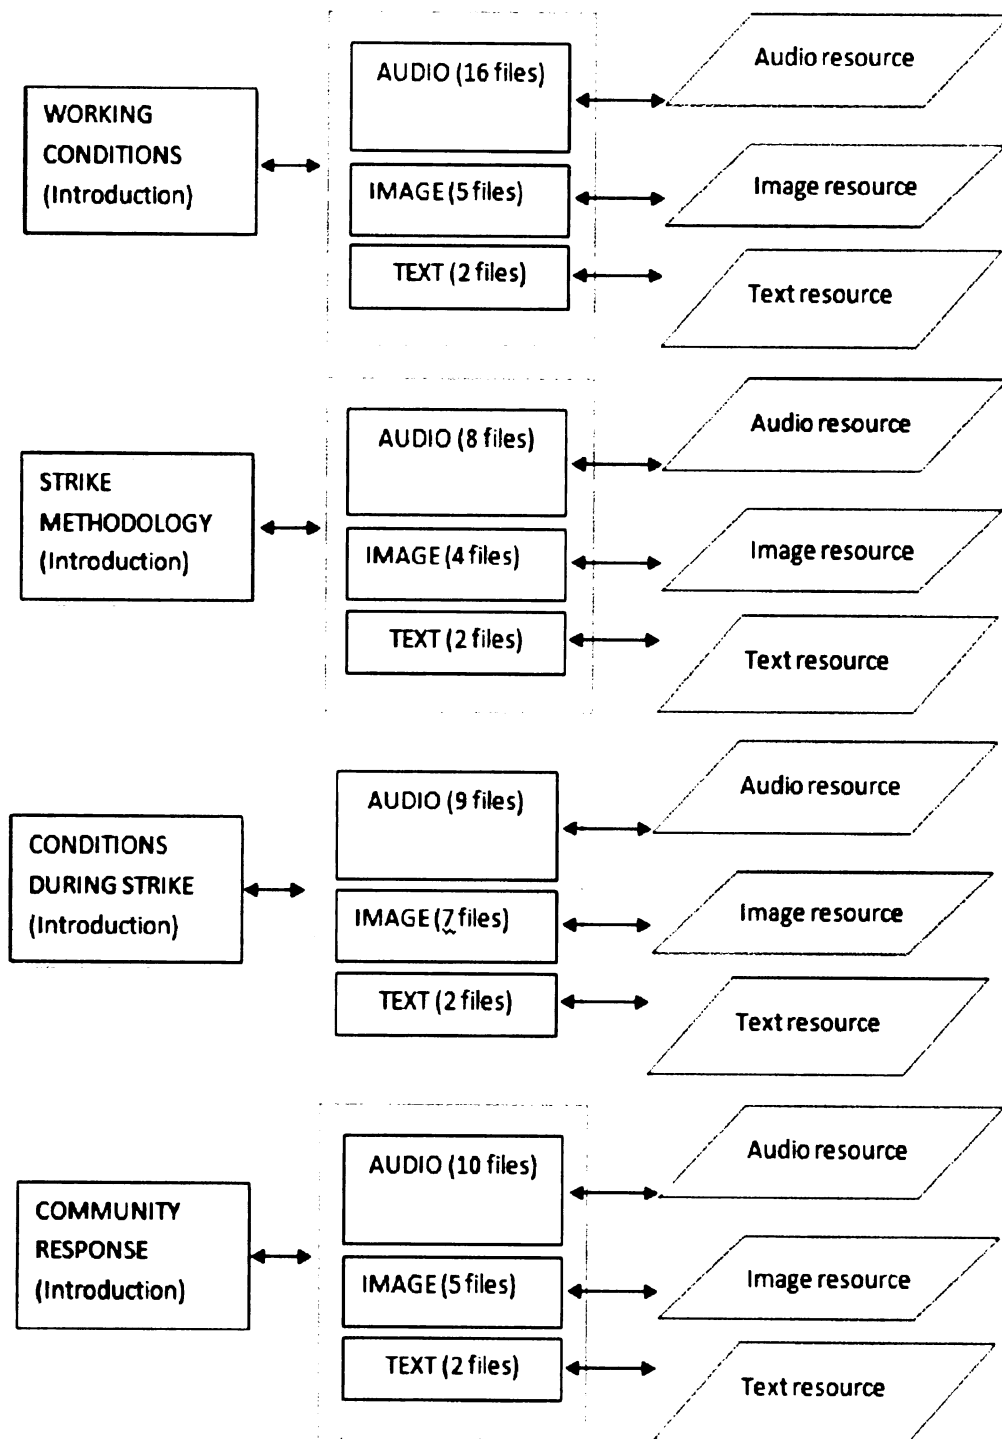 WORKING
CONDITIONS
(Introduction)
AUDIO (16 files)
IMAGE (5 files)
TEXT (2 files)
Audio resource
Image resource
Text resource
STRIKE
METHODOLOGY
(Introduction)
AUDIO (8 files)
IMAGE (4 files)
TEXT (2 files)
Audio resource
Image resource
Text resource
CONDITIONS
DURING STRIKE
(Introduction)
AUDIO (9 files)
IMAGE (7 files)
TEXT (2 files)
Audio resource
Image resource
Text resource
COMMUNITY
RESPONSE
(Introduction)
AUDIO (10 files)
IMAGE (5 files)
TEXT (2 files)
Audio resource
Image resource
Text resource